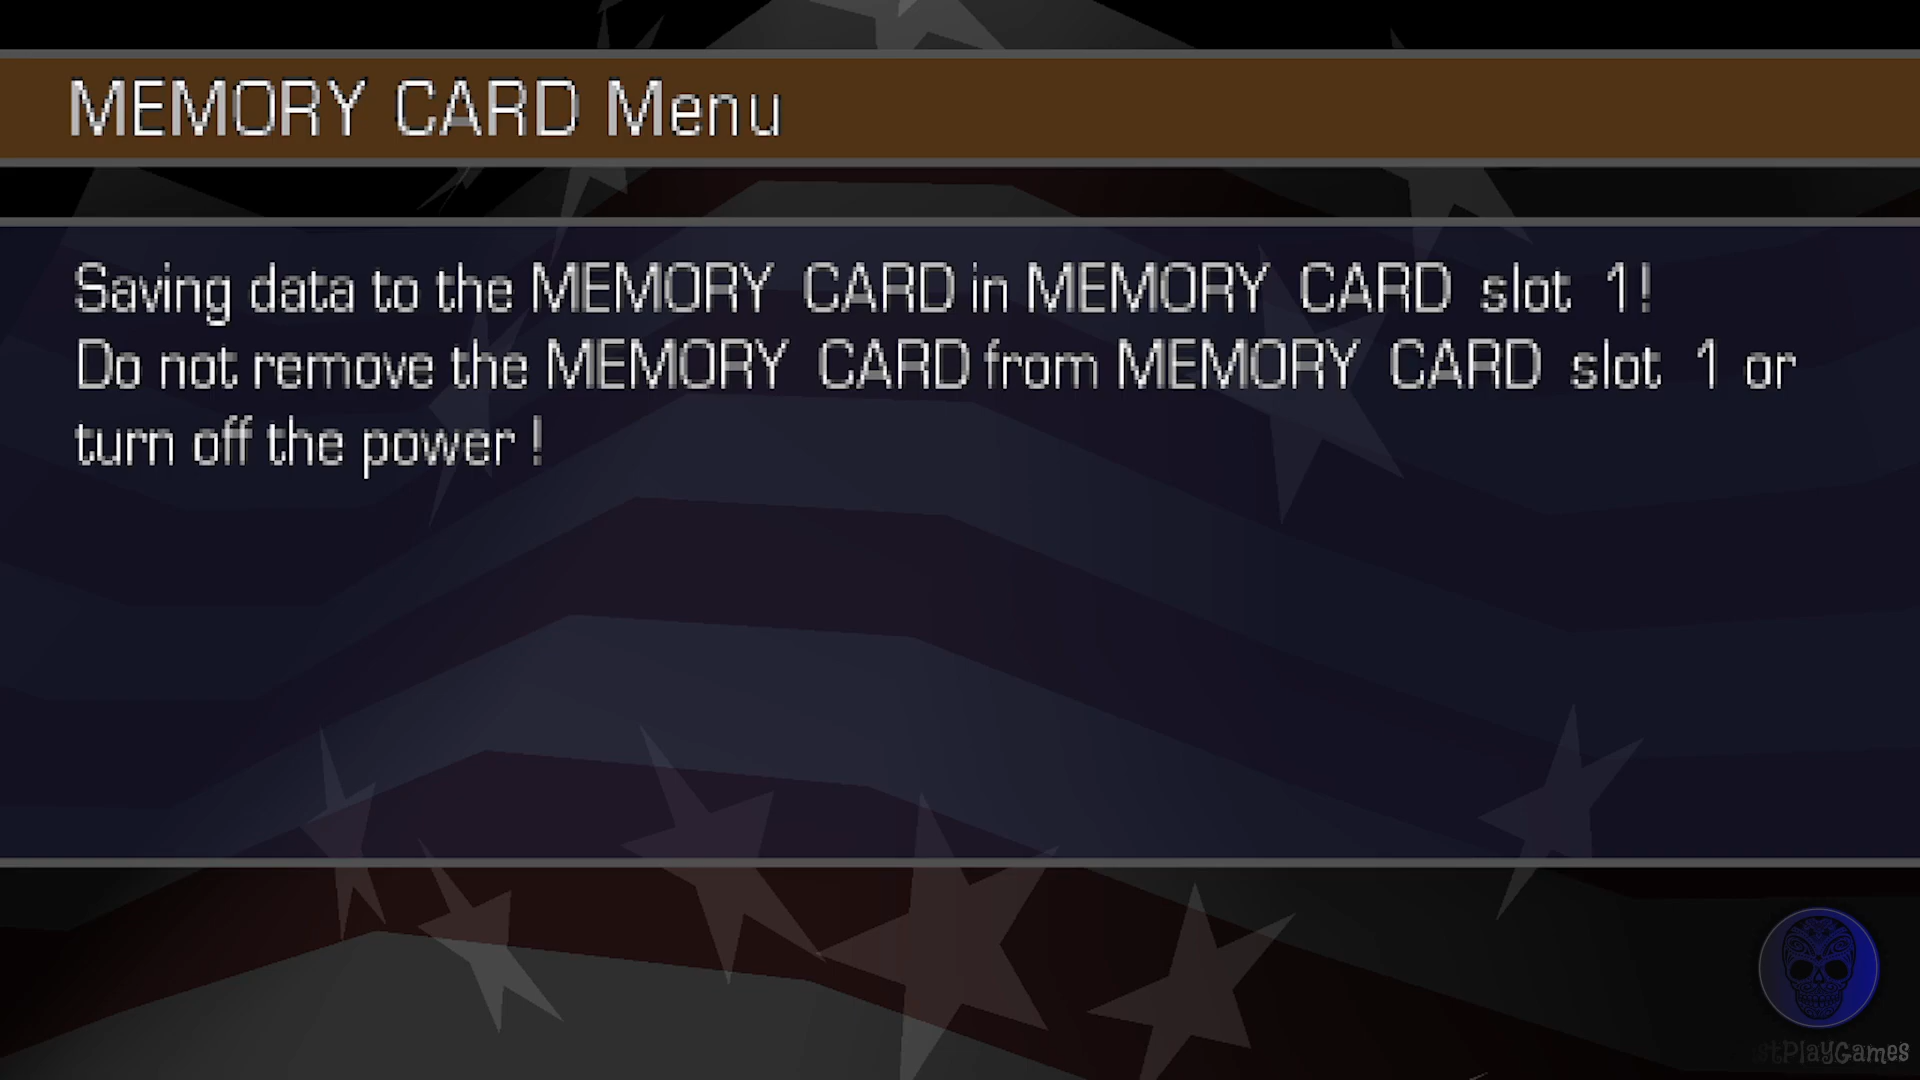 MEMORY CARD Menu
Saving data to the MEMORY CARD in MEMORY CARD slot 1!
Do not remove the MEMORY CARD from MEMORY CARD slot 1 or
turn off the power !